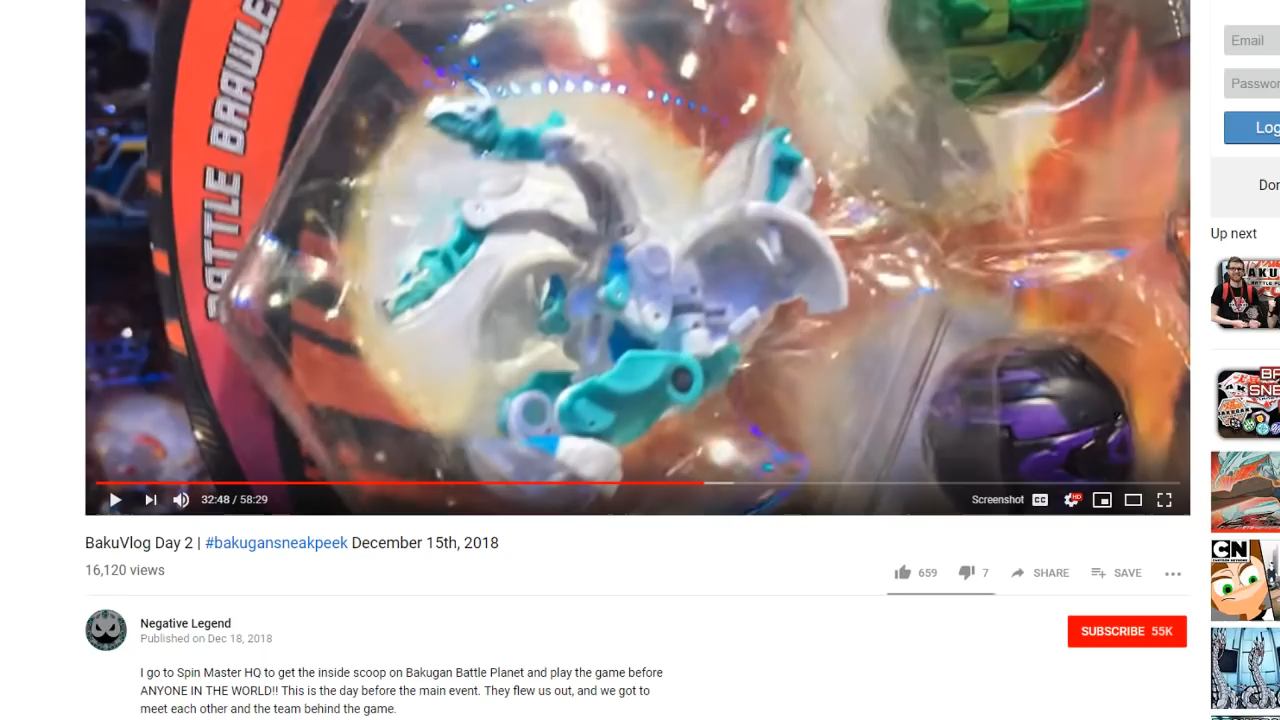 BATTLE BRAWLE
Email
Passwor
Log
Don
Up next
32:48 / 58:29
Screenshot
CC
HD
BakuVlog Day 2 | #bakugansneakpeek December 15th, 2018
16,120 views
659
7
SHARE
SAVE
CN
Negative Legend
Published on Dec 18, 2018
SUBSCRIBE 55K
I go to Spin Master HQ to get the inside scoop on Bakugan Battle Planet and play the game before
ANYONE IN THE WORLD!! This is the day before the main event. They flew us out, and we got to
meet each other and the team behind the game.